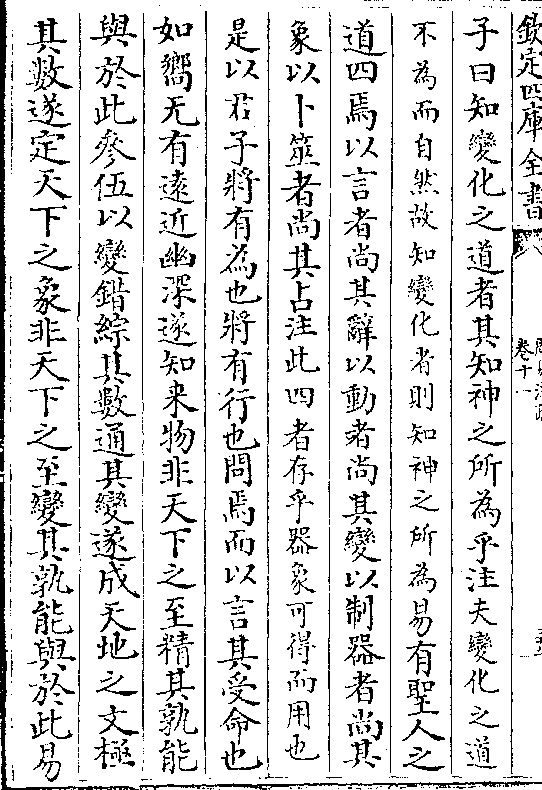 欽定四庫全書
卷十一
子曰知變化之道者其知神之所為乎注夫變化之道
不為而自然故知變化者則知神之所為易有聖人之
道四焉以言者尚其辭以動者尚其變以制器者尚其
象以卜筮者尚其占注此四者存乎器象可得而用也
是以君子將有為也將有行也問焉而以言其受命也
如嚮无有遠近幽深遂知来物非天下之至精其孰能
與於此參伍以變錯綜其數通其變遂成天地之文極
其數遂定天下之象非天下之至變其孰能與於此易